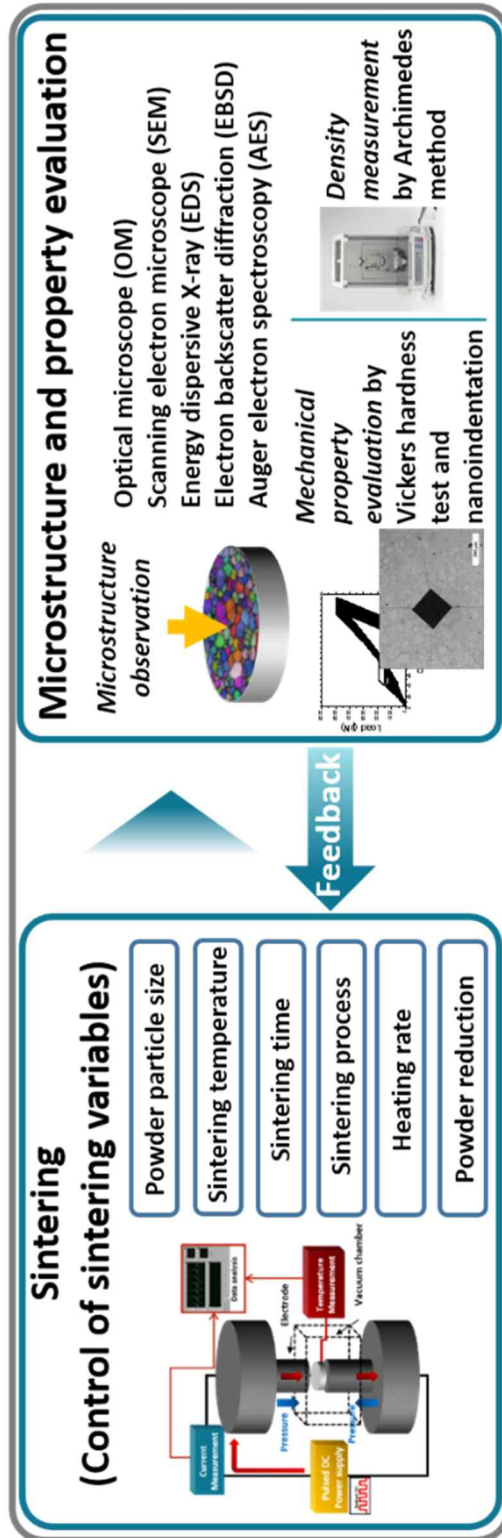 Sintering
(Control of sintering variables)
Current
Measurement
Data analysis
Electrode
Pressure
Pulsed DC
Power supply
Temperature
Measurement
Vacuum chamber
Pressure
Powder particle size
Sintering temperature
Sintering time
Sintering process
Heating rate
Powder reduction
Feedback
Microstructure and property evaluation
Microstructure
observation
Optical microscope (OM)
Scanning electron microscope (SEM)
Energy dispersive X-ray (EDS)
Electron backscatter diffraction (EBSD)
Auger electron spectroscopy (AES)
Load (μN)
Mechanical
property
evaluation by
Vickers hardness
test and
nanoindentation
Density
measurement
by Archimedes
method